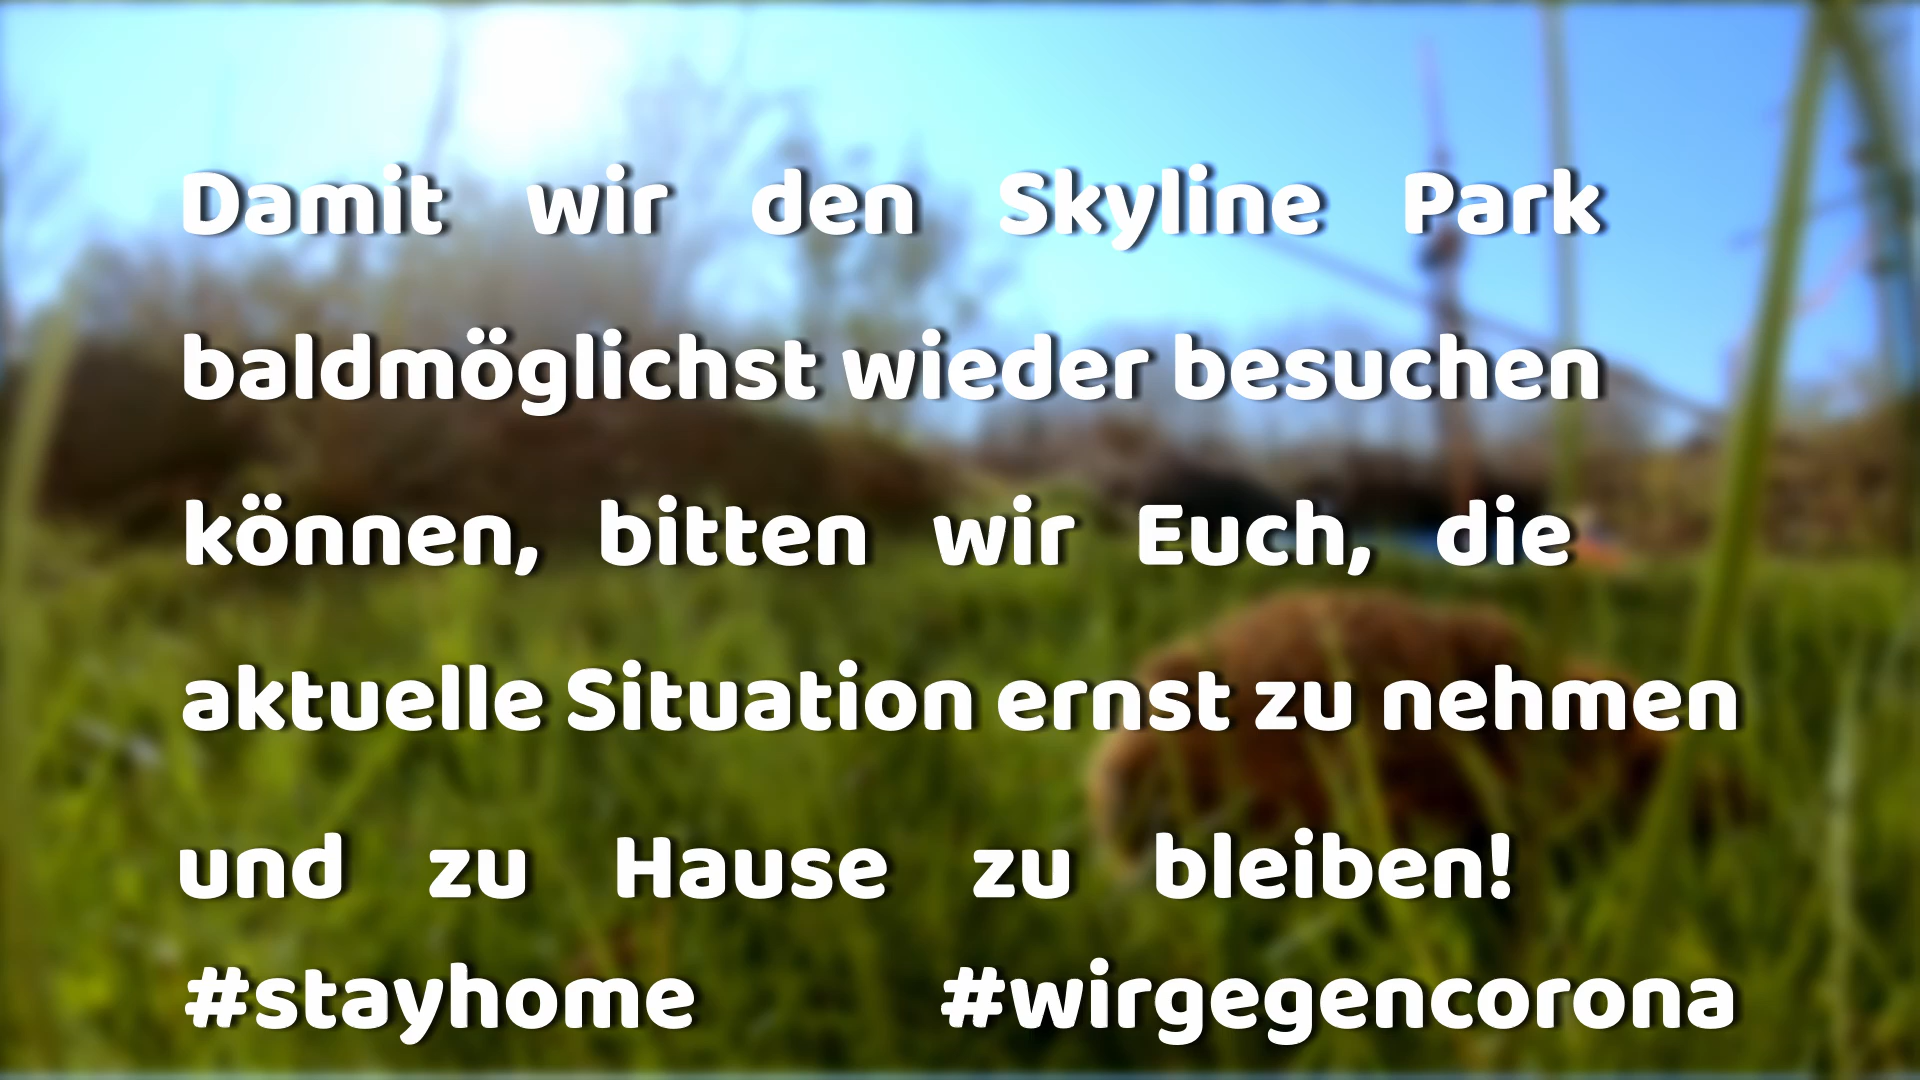 Damit wir den Skyline Park
baldmöglichst wieder besuchen
können, bitten wir Euch, die
aktuelle Situation ernst zu nehmen
und zu Hause zu bleiben!
#stayhome #wirgegencorona